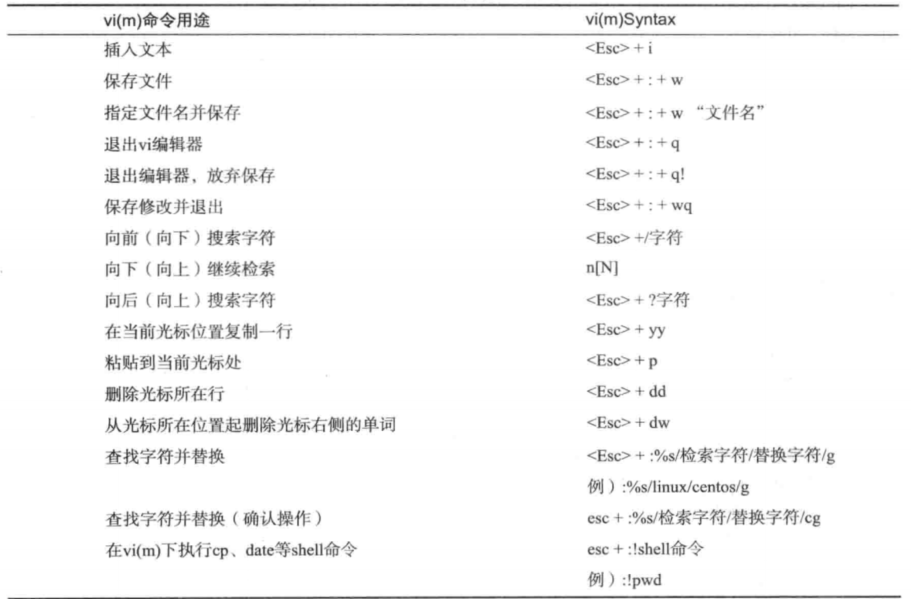 vi(m)命令用途 vi(m)Syntax
插入文本 <Esc> + i
保存文件 <Esc> + : + w
指定文件名并保存 <Esc> + : + w “文件名”
退出vi编辑器 <Esc> + : + q
退出编辑器，放弃保存 <Esc> + : + q!
保存修改并退出 <Esc> + : + wq
向前（向下）搜索字符 <Esc> +/字符
向下（向上）继续检索 n[N]
向后（向上）搜索字符 <Esc> + ?字符
在当前光标位置复制一行 <Esc> + yy
粘贴到当前光标处 <Esc> + p
删除光标所在行 <Esc> + dd
从光标所在位置起删除光标右侧的单词 <Esc> + dw
查找字符并替换 <Esc> + :%s/检索字符/替换字符/g
例）:%s/linux/centos/g
查找字符并替换（确认操作） esc + :%s/检索字符/替换字符/cg
在vi(m)下执行cp、date等shell命令 esc + :!shell命令
例）:!pwd